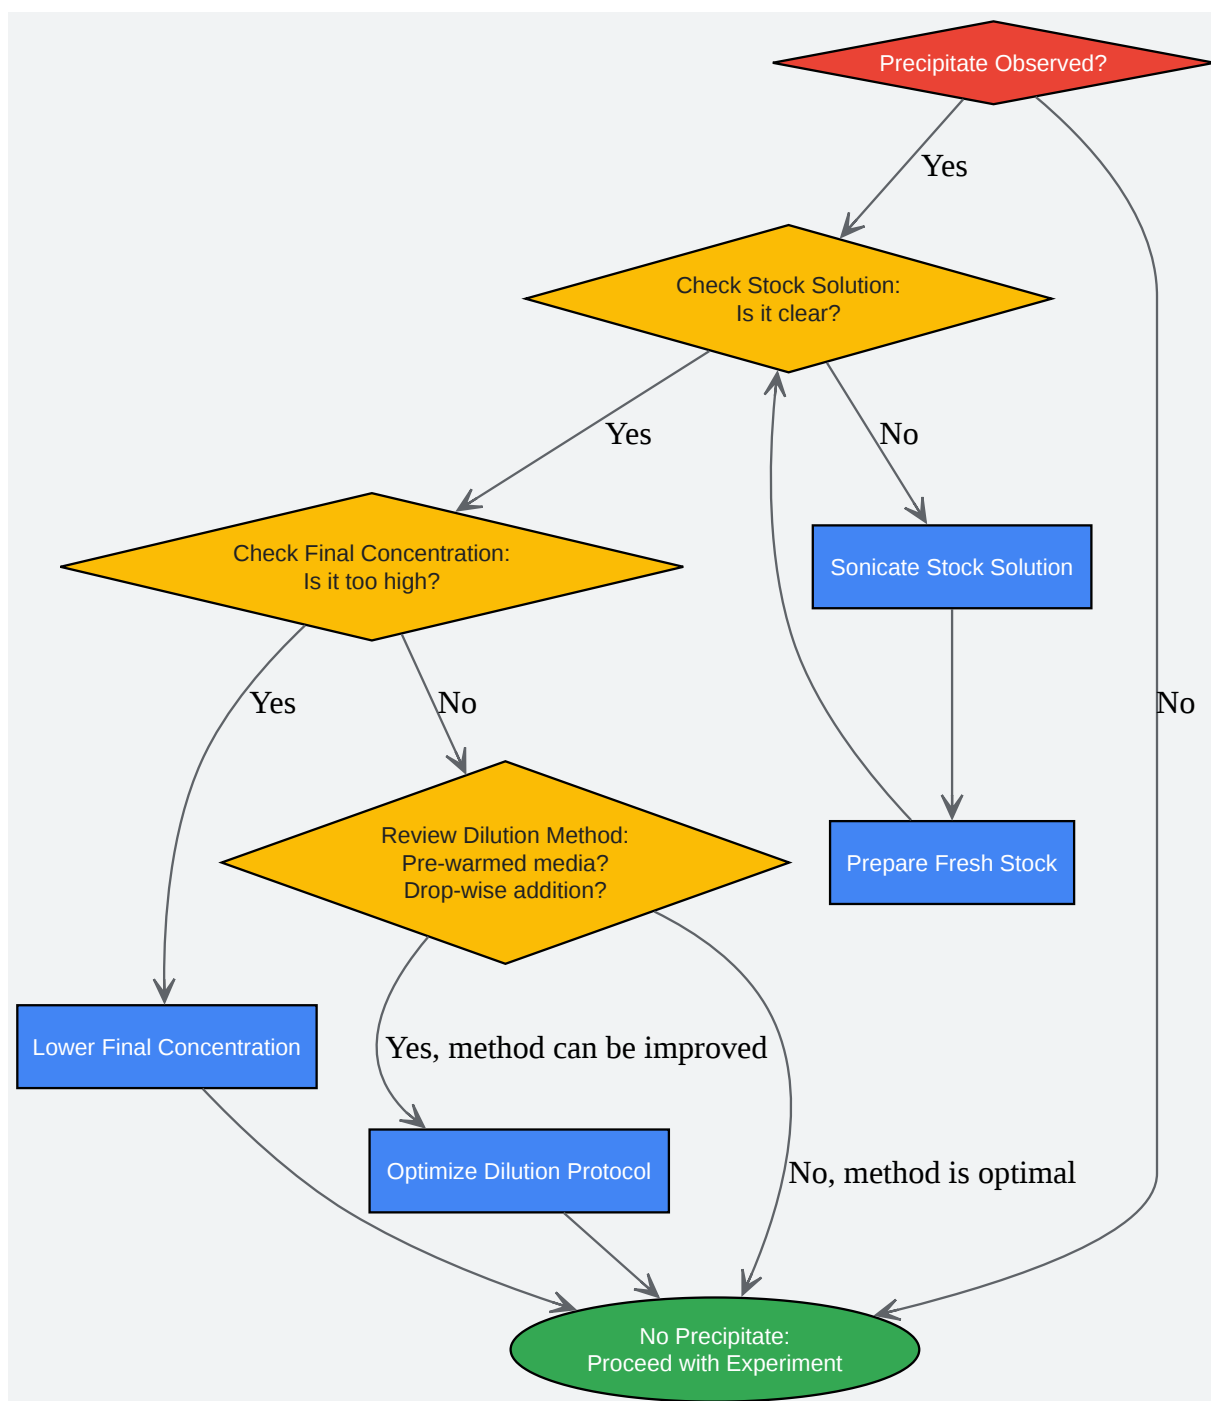 Precipitate Observed?
Yes
Check Stock Solution:
Is it clear?
Yes
No
Check Final Concentration:
Is it too high?
Sonicate Stock Solution
Yes
No
No
Review Dilution Method:
Pre-warmed media?
Drop-wise addition?
Prepare Fresh Stock
Lower Final Concentration
Yes, method can be improved
Optimize Dilution Protocol
No, method is optimal
No Precipitate:
Proceed with Experiment